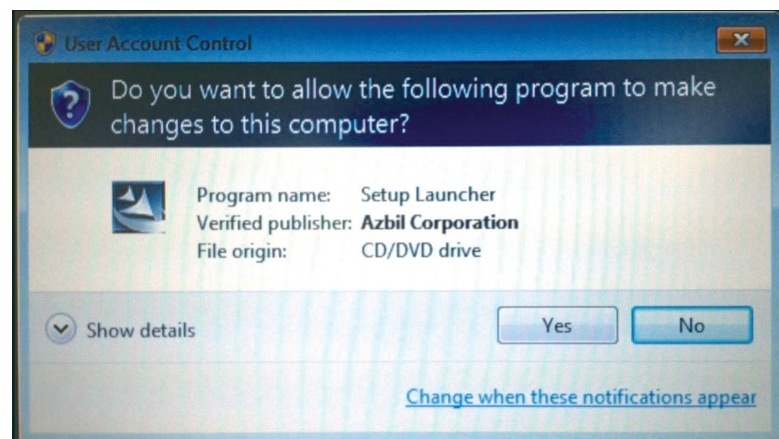 User Account Control
Do you want to allow the following program to make
changes to this computer?
Program name: Setup Launcher
Verified publisher: Azbil Corporation
File origin: CD/DVD drive
Show details
Yes
No
Change when these notifications appear